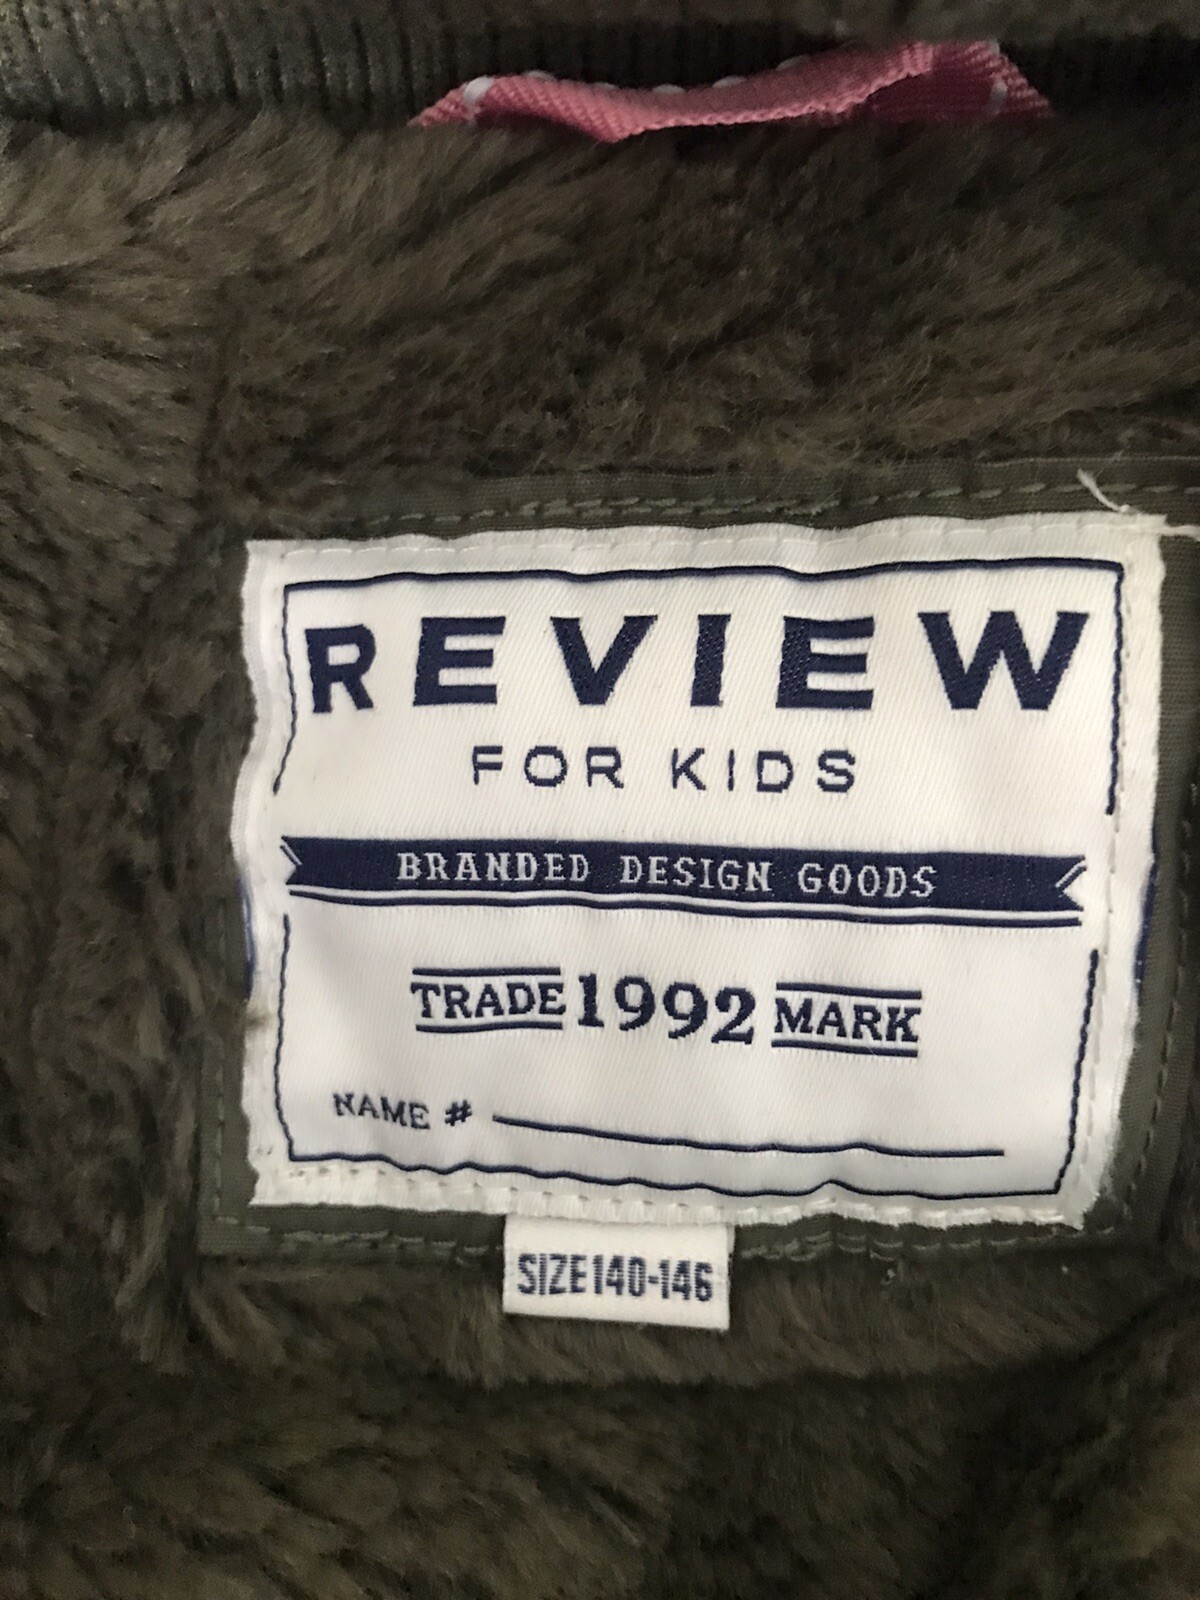 REVIEW
FOR KIDS
BRANDED DESIGN GOODS
TRADE 1992 MARK
NAME #
SIZE 140-146